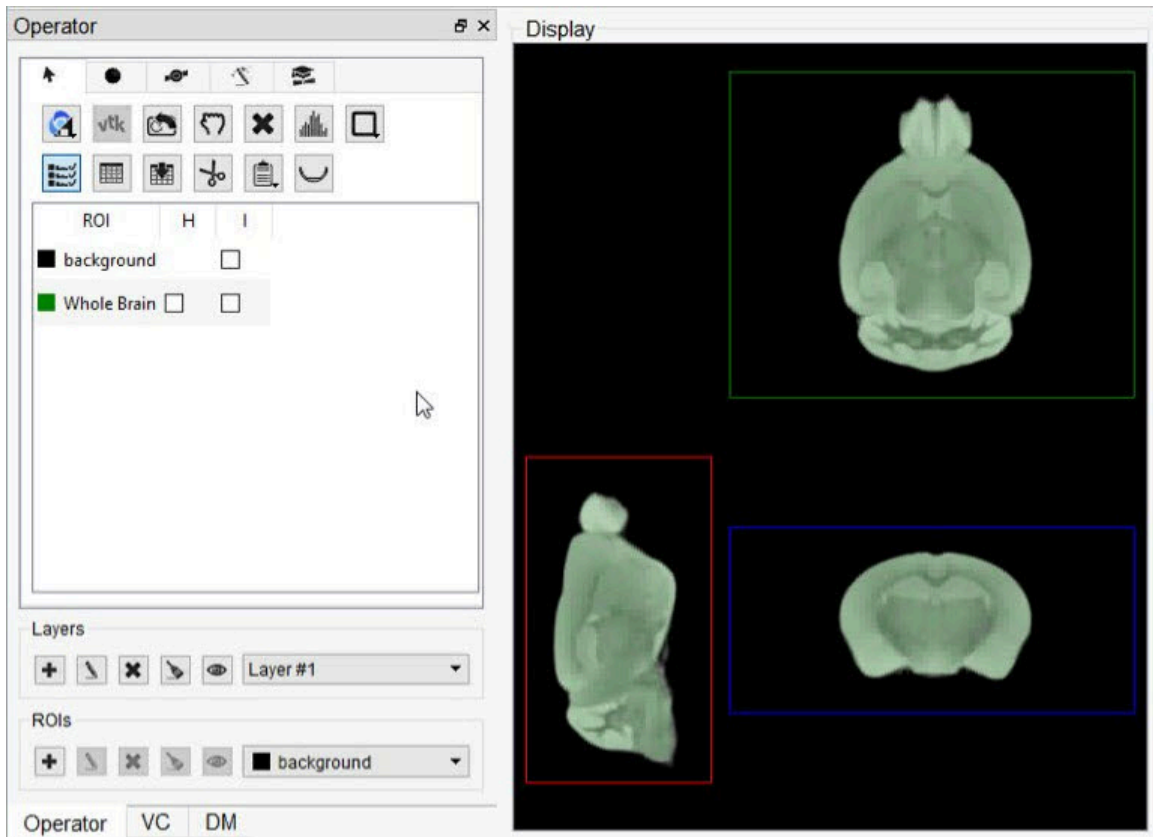 Operator
Display
vtk
ROI H I
background
Whole Brain
Layers
Layer #1
ROIs
background
Operator VC DM